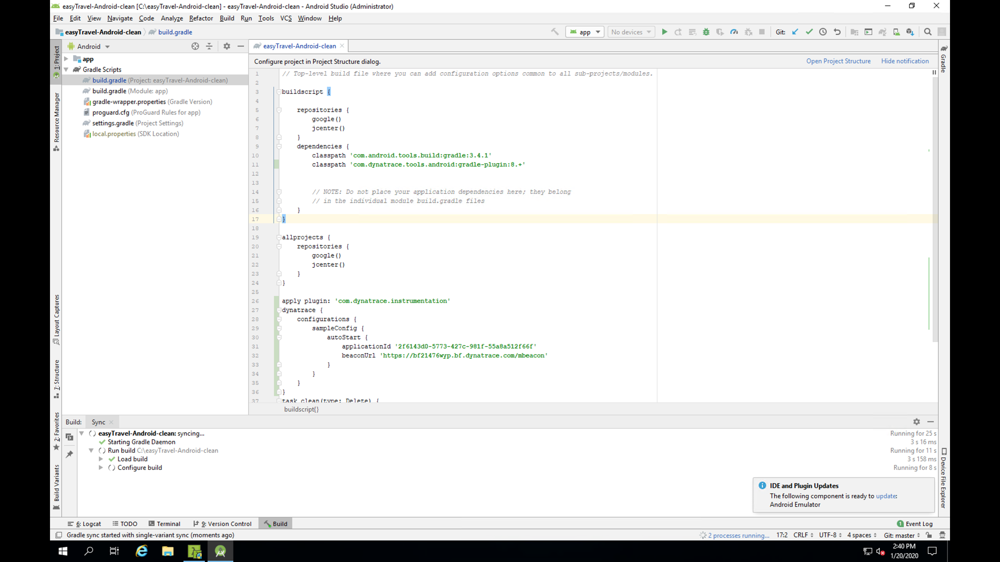 easyTravel-Android-clean [C:\easyTravel-Android-clean] - easyTravel-Android-clean - Android Studio (Administrator)
File Edit View Navigate Code Analyze Refactor Build Run Tools VCS Window Help
easyTravel-Android-clean build.gradle app No devices Git:
1: Project
Resource Manager
Layout Captures
7: Structure
2: Favorites
Build Variants
Android
app
Gradle Scripts
build.gradle (Project: easyTravel-Android-clean)
build.gradle (Module: app)
gradle-wrapper.properties (Gradle Version)
proguard.cfg (ProGuard Rules for app)
settings.gradle (Project Settings)
local.properties (SDK Location)
easyTravel-Android-clean
Configure project in Project Structure dialog. Open Project Structure Hide notification
1 // Top-level build file where you can add configuration options common to all sub-projects/modules.
2
3 buildscript {
4
5 repositories {
6 google()
7 jcenter()
8 }
9 dependencies {
10 classpath 'com.android.tools.build:gradle:3.4.1'
11 classpath 'com.dynatrace.tools.android:gradle-plugin:8.+'
12
13
14 // NOTE: Do not place your application dependencies here; they belong
15 // in the individual module build.gradle files
16 }
17 }
18
19 allprojects {
20 repositories {
21 google()
22 jcenter()
23 }
24 }
25
26 apply plugin: 'com.dynatrace.instrumentation'
27 dynatrace {
28 configurations {
29 sampleConfig {
30 autoStart {
31 applicationId '2f6143d0-5773-427c-981f-55a8a512f66f'
32 beaconUrl 'https://bf21476wyp.bf.dynatrace.com/mbeacon'
33 }
34 }
35 }
36 }
37 task clean(type: Delete) {
buildscript{}
Gradle
Device File Explorer
Build: Sync
easyTravel-Android-clean: syncing... Running for 25 s
Starting Gradle Daemon 3 s 16 ms
Run build C:\easyTravel-Android-clean Running for 11 s
Load build 3 s 158 ms
Configure build Running for 8 s
IDE and Plugin Updates
The following component is ready to update:
Android Emulator
6: Logcat TODO Terminal 9: Version Control Build 1 Event Log
Gradle sync started with single-variant sync (moments ago) 2 processes running... 17:2 CRLF UTF-8 4 spaces Git: master
2:40 PM
1/20/2020